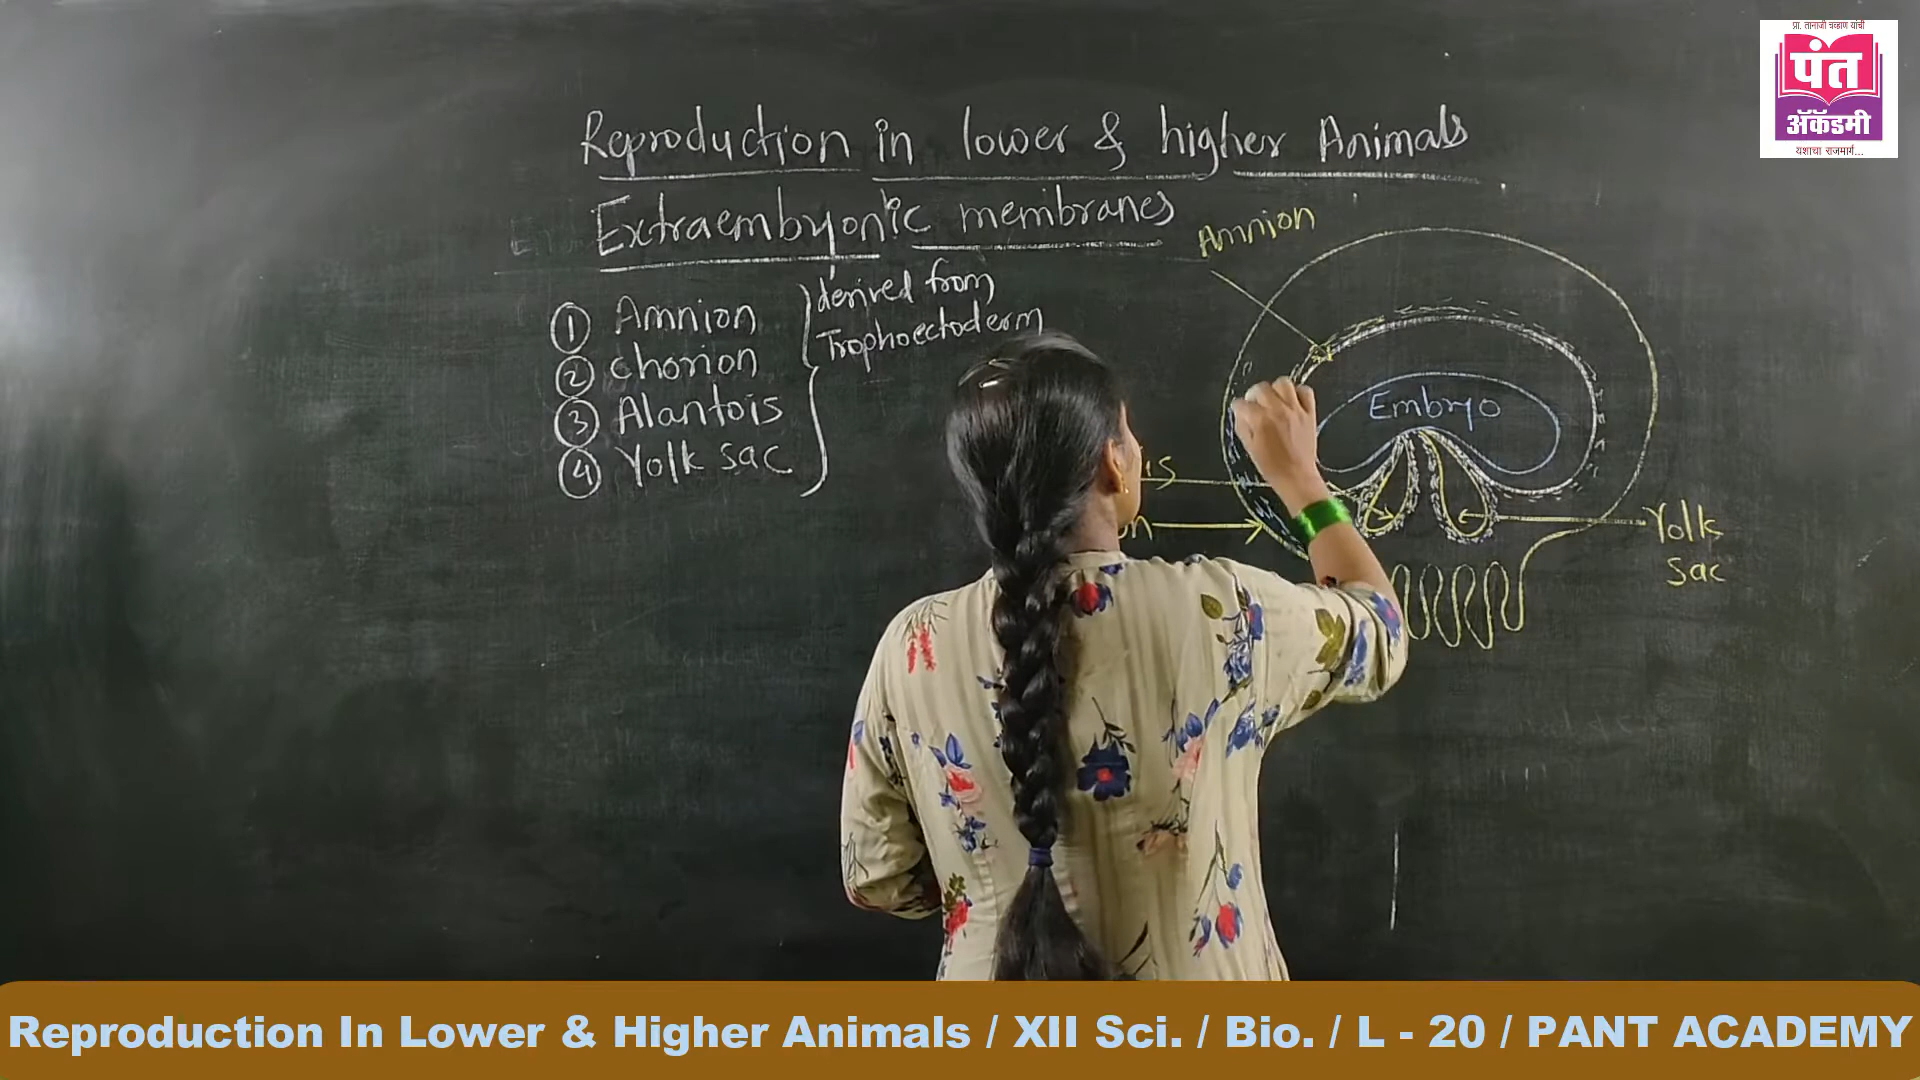 प्रा. तानाजी चव्हाण यांची
पंत
अ‍ॅकॅडमी
यशाचा राजमार्ग...
Reproduction in lower & higher Animals
Extraembryonic membranes
① Amnion
② chorion
③ Alantois
④ Yolk sac
derived from
Trophoectoderm
Amnion
Embryo
Yolk
Sac
Reproduction In Lower & Higher Animals / XII Sci. / Bio. / L - 20 / PANT ACADEMY